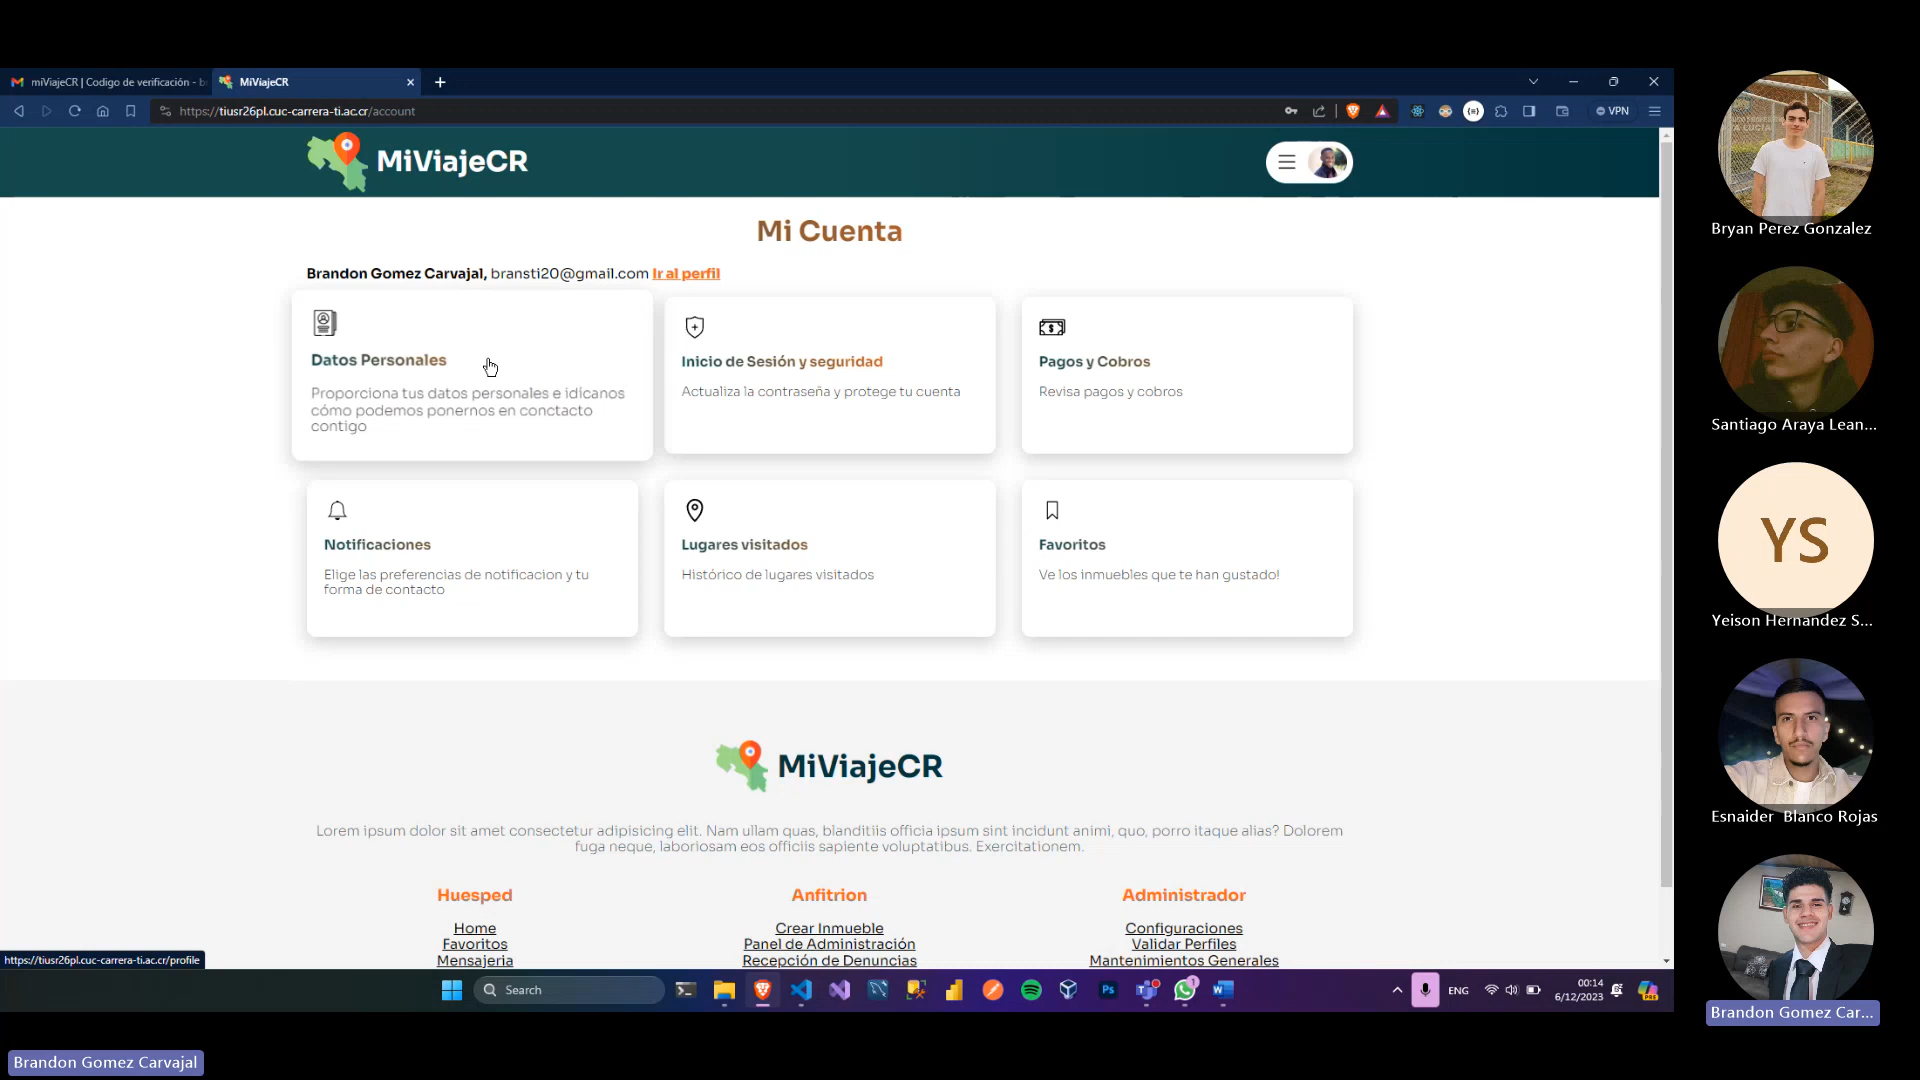 miViajeCR | Codigo de verificación - b
MiViajeCR
https://tiusr26pl.cuc-carrera-ti.ac.cr/account
VPN
MiViajeCR
Mi Cuenta
Brandon Gomez Carvajal, bransti20@gmail.com Ir al perfil
Datos Personales
Proporciona tus datos personales e idícanos
cómo podemos ponernos en conctacto
contigo
Inicio de Sesión y seguridad
Actualiza la contraseña y protege tu cuenta
Pagos y Cobros
Revisa pagos y cobros
Notificaciones
Elige las preferencias de notificacion y tu
forma de contacto
Lugares visitados
Histórico de lugares visitados
Favoritos
Ve los inmuebles que te han gustado!
MiViajeCR
Lorem ipsum dolor sit amet consectetur adipisicing elit. Nam ullam quas, blanditiis officia ipsum sint incidunt animi, quo, porro itaque alias? Dolorem
fuga neque, laboriosam eos officiis sapiente voluptatibus. Exercitationem.
Huesped
Home
Favoritos
Mensajeria
Anfitrion
Crear Inmueble
Panel de Administración
Recepción de Denuncias
Administrador
Configuraciones
Validar Perfiles
Mantenimientos Generales
https://tiusr26pl.cuc-carrera-ti.ac.cr/profile
Search
Ps
1
ENG
00:14
6/12/2023
PRE
Bryan Perez Gonzalez
Santiago Araya Lean...
YS
Yeison Hernandez S...
Esnaider Blanco Rojas
Brandon Gomez Car...
Brandon Gomez Carvajal